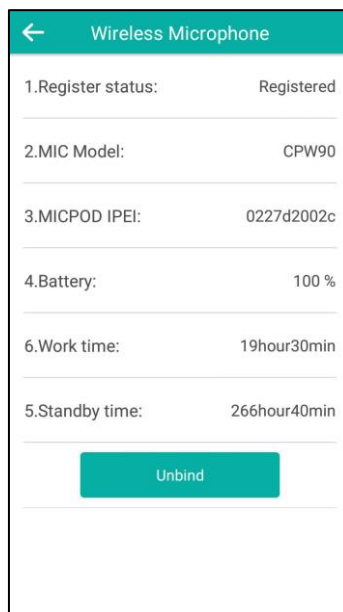 Wireless Microphone
1.Register status: Registered
2.MIC Model: CPW90
3.MICPOD IPEI: 0227d2002c
4.Battery: 100 %
6.Work time: 19hour30min
5.Standby time: 266hour40min
Unbind